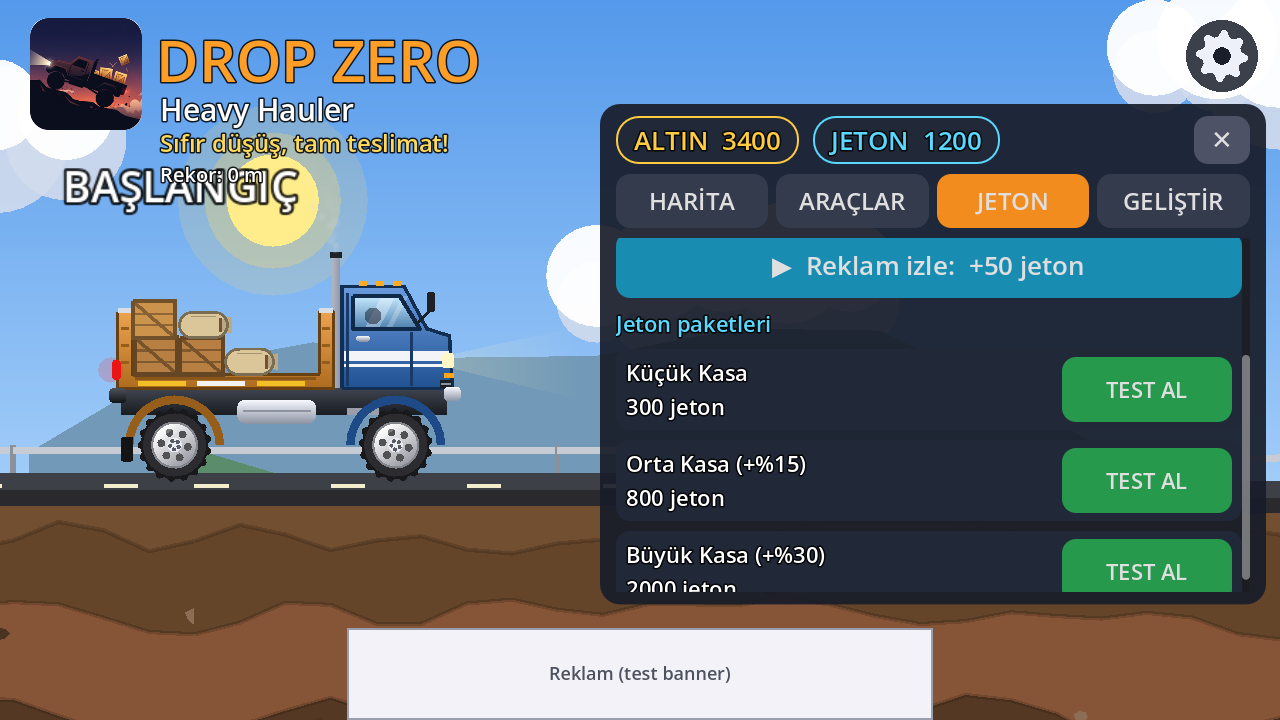 DROP ZERO
Heavy Hauler
Sıfır düşüş, tam teslimat!
Rekor: 0 m
BAŞLANGIÇ
ALTIN 3400
JETON 1200
✕
HARİTA
ARAÇLAR
JETON
GELİŞTİR
▶ Reklam izle: +50 jeton
Jeton paketleri
Küçük Kasa
300 jeton
TEST AL
Orta Kasa (+%15)
800 jeton
TEST AL
Büyük Kasa (+%30)
2000 jeton
TEST AL
Reklam (test banner)